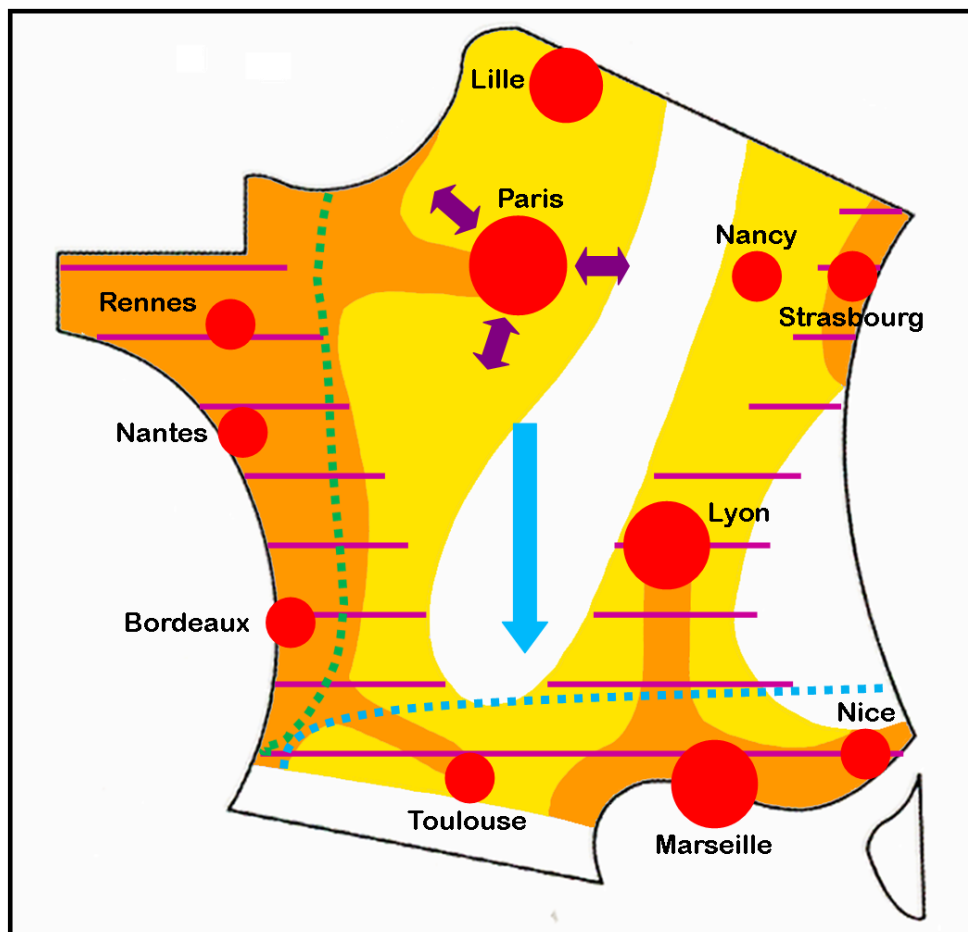 Lille
Paris
Nancy
Rennes
Strasbourg
Nantes
Lyon
Bordeaux
Nice
Toulouse
Marseille